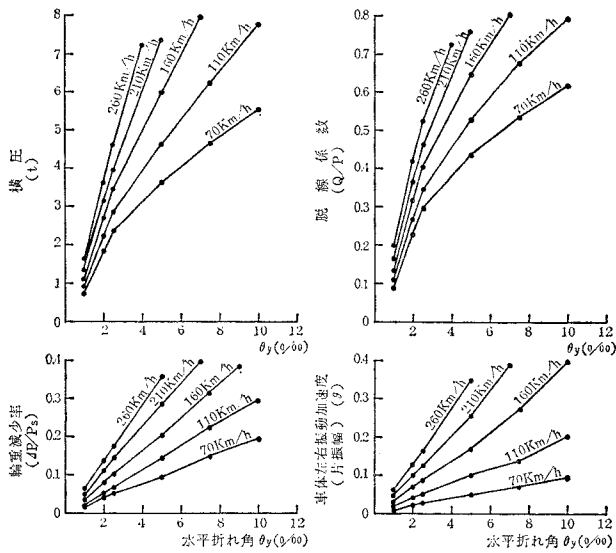 8
7
6
5
4
3
2
1
0
横圧
(t)
260Km/h
210Km/h
160Km/h
110Km/h
70Km/h
2 4 6 8 10 12
θy(0/00)
0.8
0.7
0.6
0.5
0.4
0.3
0.2
0.1
0
脱線係数
(Q/P)
260Km/h
210Km/h
160Km/h
110Km/h
70Km/h
2 4 6 8 10 12
θy(0/00)
0.4
0.3
0.2
0.1
0
輪重減少率
(ΔP/Ps)
260Km/h
210Km/h
160Km/h
110Km/h
70Km/h
2 4 6 8 10 12
水平折れ角 θy(0/00)
0.4
0.3
0.2
0.1
0
車体左右振動加速度
(片振幅) (g)
260Km/h
210Km/h
160Km/h
110Km/h
70Km/h
2 4 6 8 10 12
水平折れ角 θy(0/00)